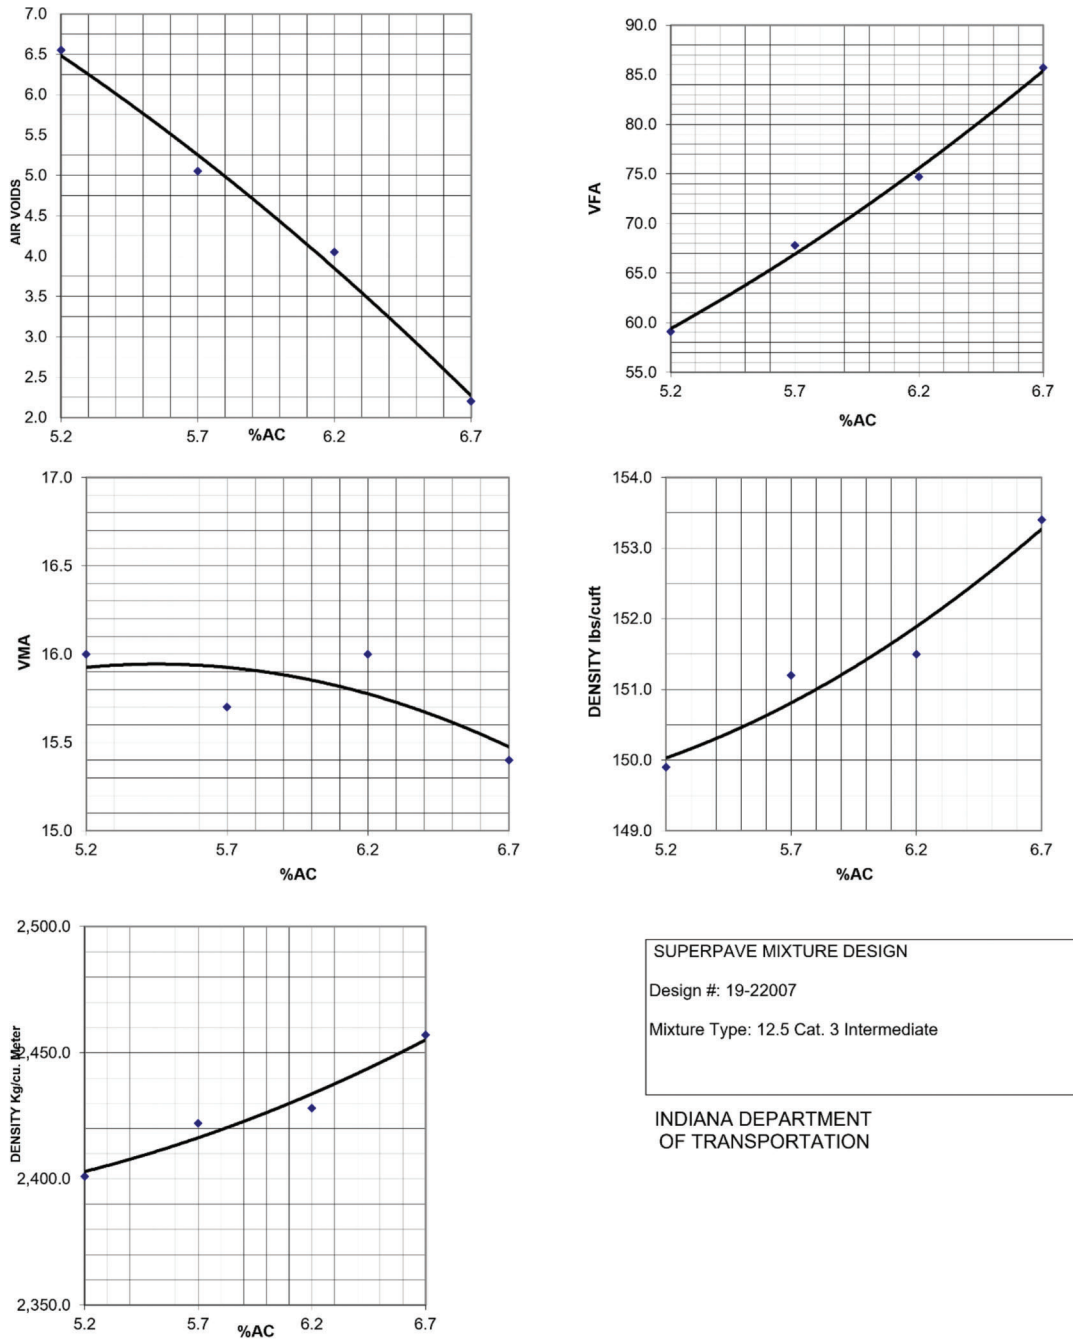 7.0
6.5
6.0
5.5
5.0
4.5
4.0
3.5
3.0
2.5
2.0
AIR VOIDS
5.2 5.7 6.2 6.7
%AC
90.0
85.0
80.0
75.0
70.0
65.0
60.0
55.0
VFA
5.2 5.7 6.2 6.7
%AC
17.0
16.5
16.0
15.5
15.0
VMA
5.2 5.7 6.2 6.7
%AC
154.0
153.0
152.0
151.0
150.0
149.0
DENSITY lbs/cuft
5.2 5.7 6.2 6.7
%AC
2,500.0
2,450.0
2,400.0
2,350.0
DENSITY Kg/cu. Meter
5.2 5.7 6.2 6.7
%AC
SUPERPAVE MIXTURE DESIGN
Design #: 19-22007
Mixture Type: 12.5 Cat. 3 Intermediate
INDIANA DEPARTMENT
OF TRANSPORTATION